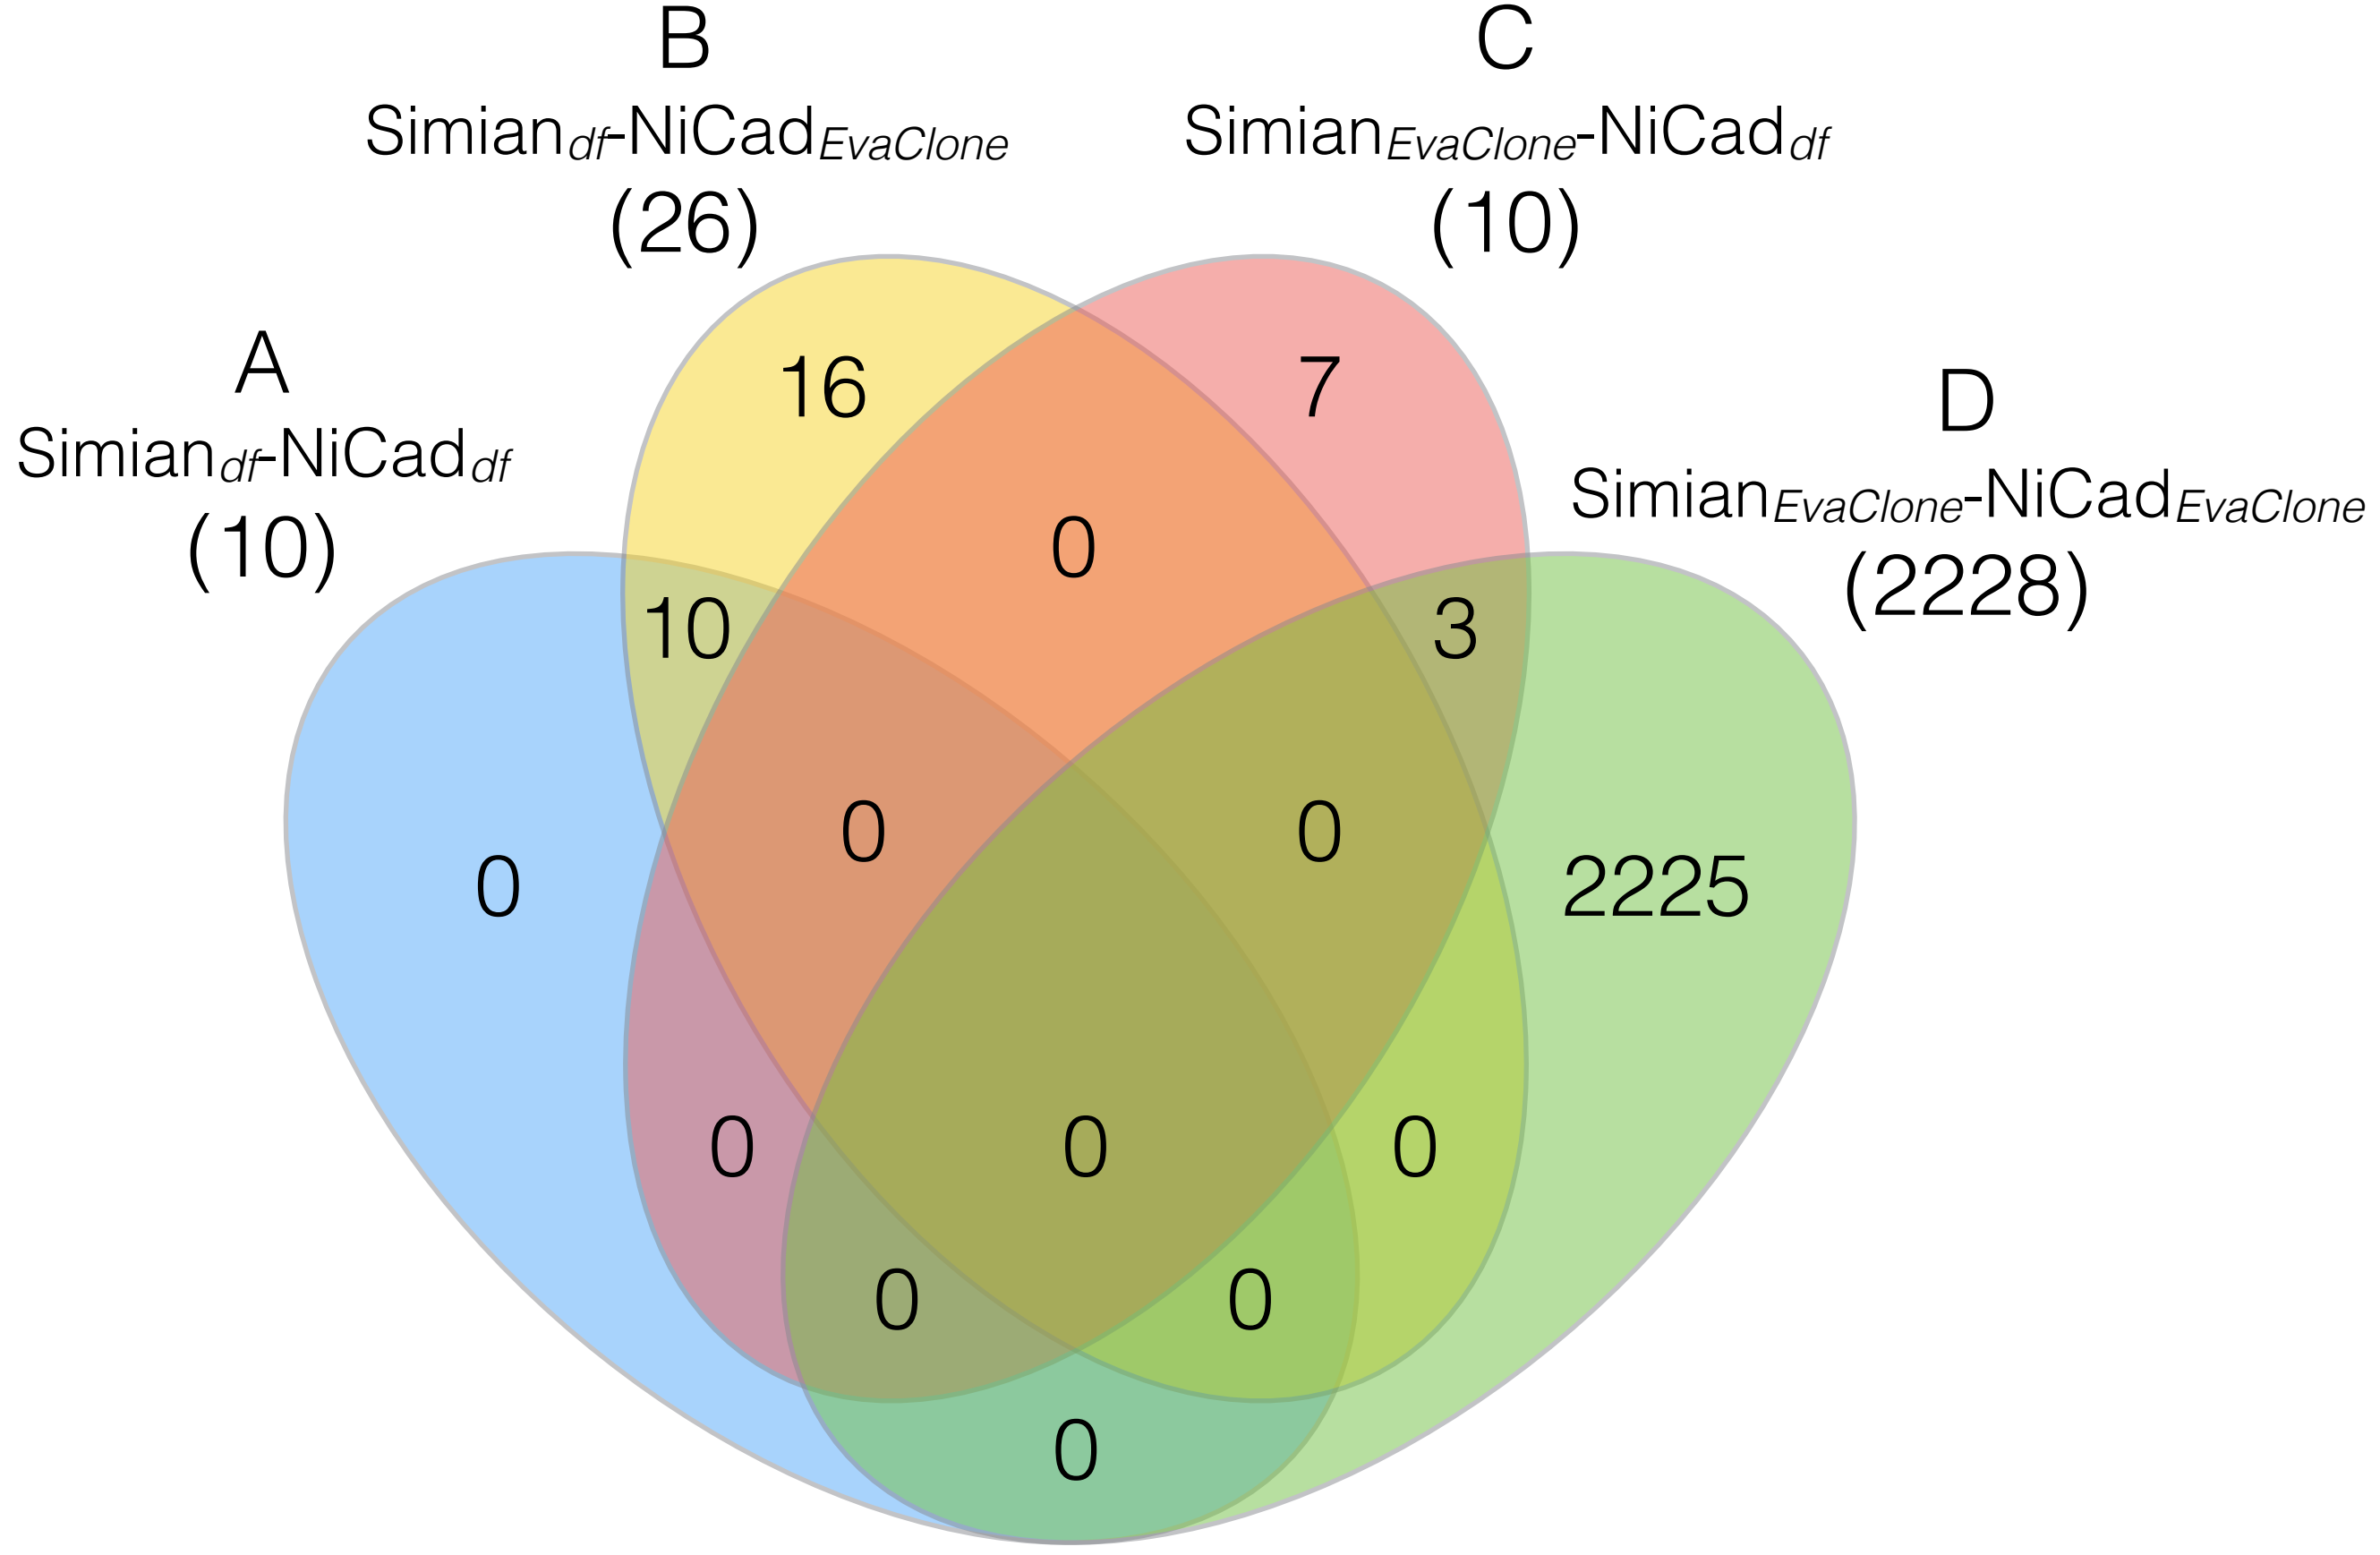 B
Simiandf-NiCadEvaClone
(26)
C
SimianEvaClone-NiCaddf
(10)
A
Simiandf-NiCaddf
(10)
D
SimianEvaClone-NiCadEvaClone
(2228)
16
7
0
10
3
0
0
0
2225
0
0
0
0
0
0